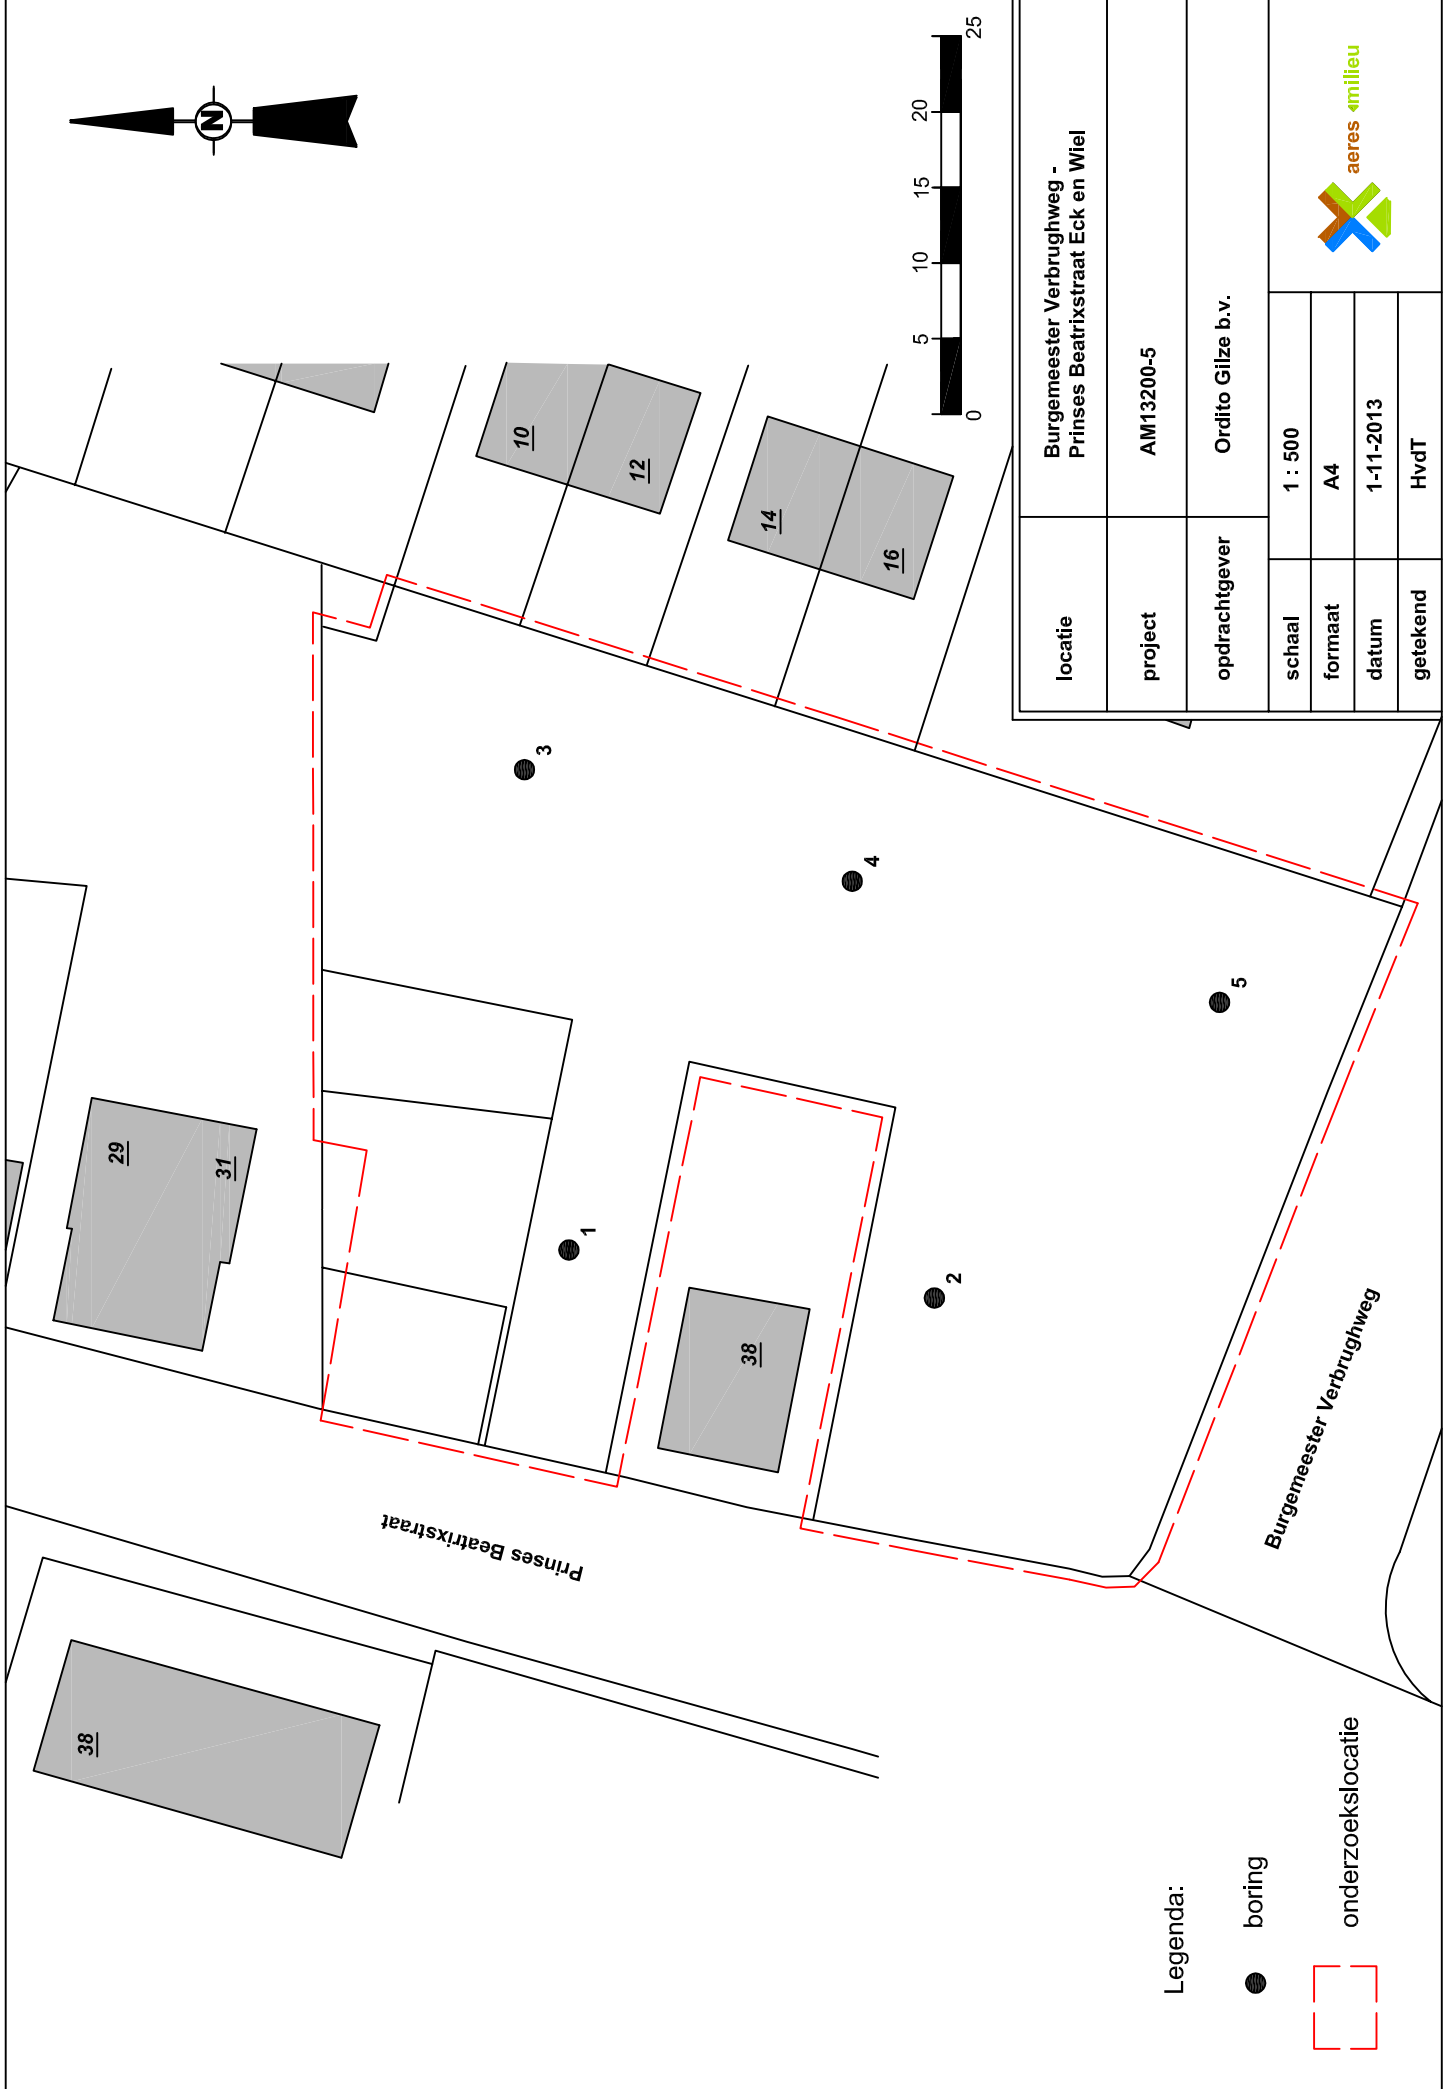 N
29
31
38
38
10
12
14
16
1
2
3
4
5
Prinses Beatrixstraat
Burgemeester Verbrughweg
0 5 10 15 20 25
Legenda:
boring
onderzoekslocatie
locatie
Burgemeester Verbrughweg -
Prinses Beatrixstraat Eck en Wiel
project AM13200-5
opdrachtgever Ordito Gilze b.v.
schaal 1 : 500
formaat A4
datum 1-11-2013
getekend HvdT
aeres milieu